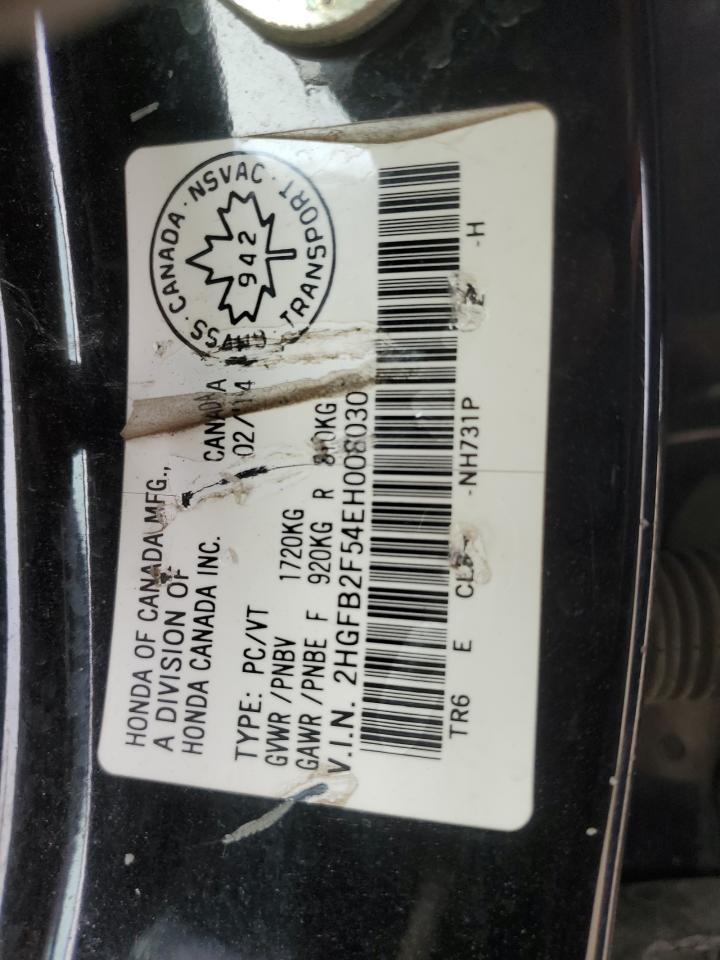 HONDA OF CANADA MFG.,
A DIVISION OF
HONDA CANADA INC.
CANADA
02/14
CANADA · NSVAC · TRANSPORT
942
TYPE: PC/VT
GVWR /PNBV 1720KG
GAWR /PNBE F 920KG R
V.I.N. 2HGFB2F54EH008030
TR6 E -NH731P -H